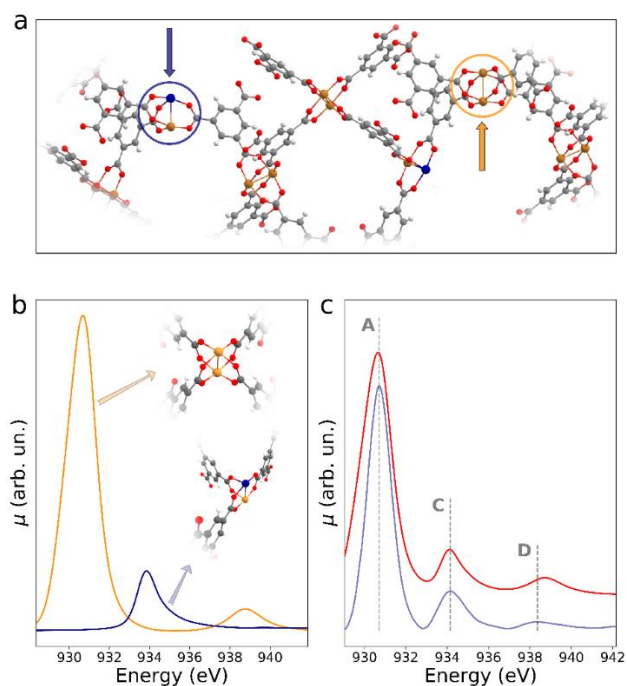 a
b
c
A
C
D
μ (arb. un.)
930 932 934 936 938 940
Energy (eV)
μ (arb. un.)
930 932 934 936 938 940 942
Energy (eV)